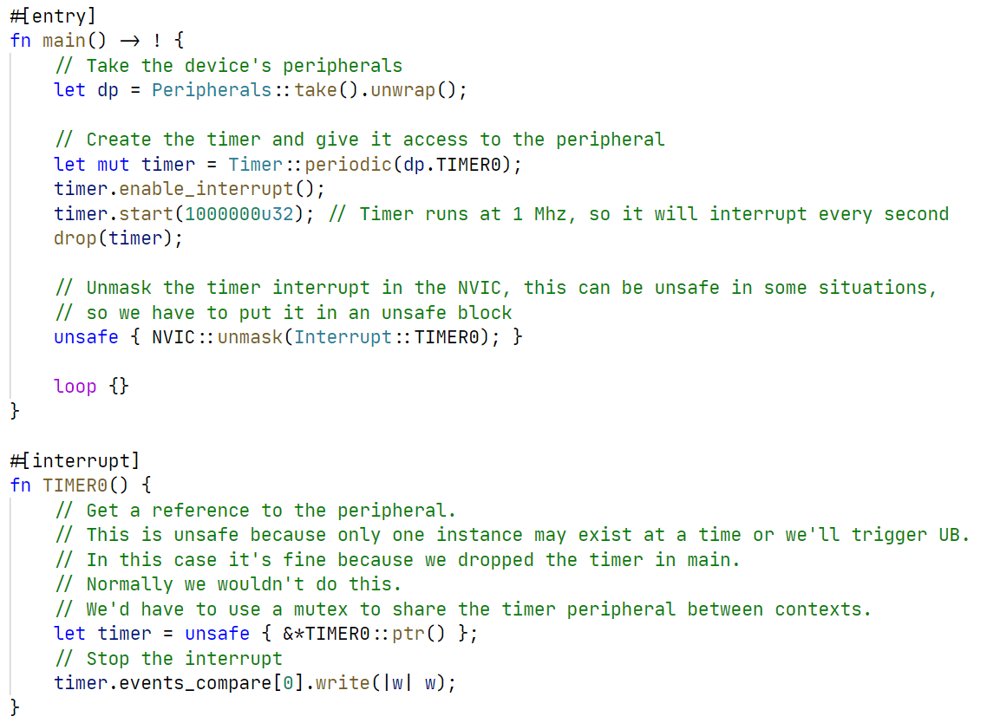 #[entry]
fn main() -> ! {
    // Take the device's peripherals
    let dp = Peripherals::take().unwrap();

    // Create the timer and give it access to the peripheral
    let mut timer = Timer::periodic(dp.TIMER0);
    timer.enable_interrupt();
    timer.start(1000000u32); // Timer runs at 1 Mhz, so it will interrupt every second
    drop(timer);

    // Unmask the timer interrupt in the NVIC, this can be unsafe in some situations,
    // so we have to put it in an unsafe block
    unsafe { NVIC::unmask(Interrupt::TIMER0); }

    loop {}
}

#[interrupt]
fn TIMER0() {
    // Get a reference to the peripheral.
    // This is unsafe because only one instance may exist at a time or we'll trigger UB.
    // In this case it's fine because we dropped the timer in main.
    // Normally we wouldn't do this.
    // We'd have to use a mutex to share the timer peripheral between contexts.
    let timer = unsafe { &*TIMER0::ptr() };
    // Stop the interrupt
    timer.events_compare[0].write(|w| w);
}